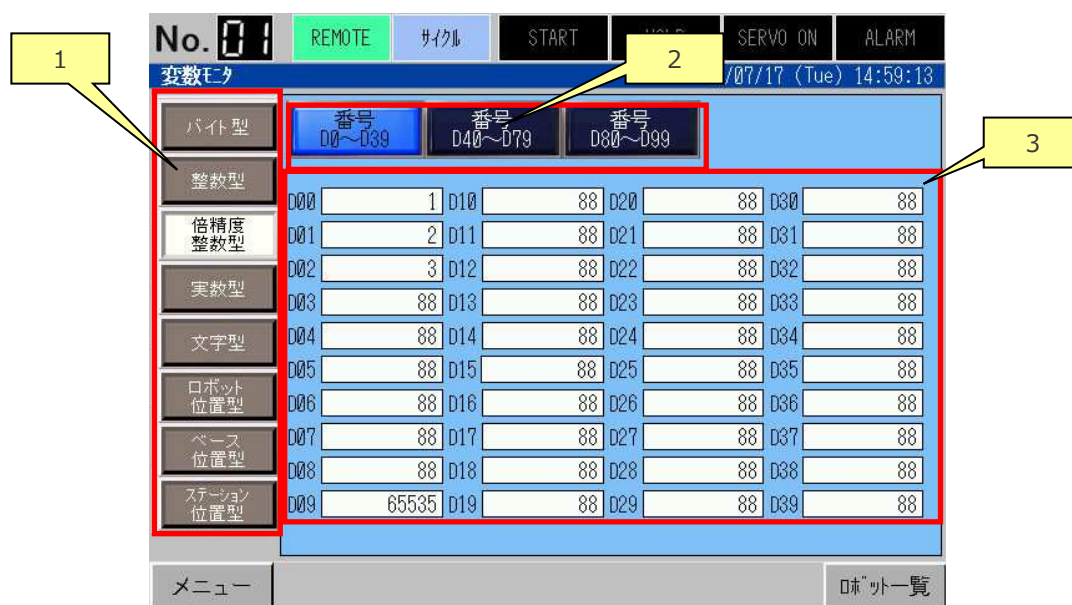 No. 01 REMOTE ｻｲｸﾙ START SERVO ON ALARM
変数ﾓﾆﾀ /07/17 (Tue) 14:59:13
1
2
3
バイト型
整数型
倍精度
整数型
実数型
文字型
ロボット
位置型
ベース
位置型
ステーション
位置型
番号
D0～D39
番号
D40～D79
番号
D80～D99
D00 1 D10 88 D20 88 D30 88
D01 2 D11 88 D21 88 D31 88
D02 3 D12 88 D22 88 D32 88
D03 88 D13 88 D23 88 D33 88
D04 88 D14 88 D24 88 D34 88
D05 88 D15 88 D25 88 D35 88
D06 88 D16 88 D26 88 D36 88
D07 88 D17 88 D27 88 D37 88
D08 88 D18 88 D28 88 D38 88
D09 65535 D19 88 D29 88 D39 88
メニュー ﾛﾎﾞｯﾄ一覧